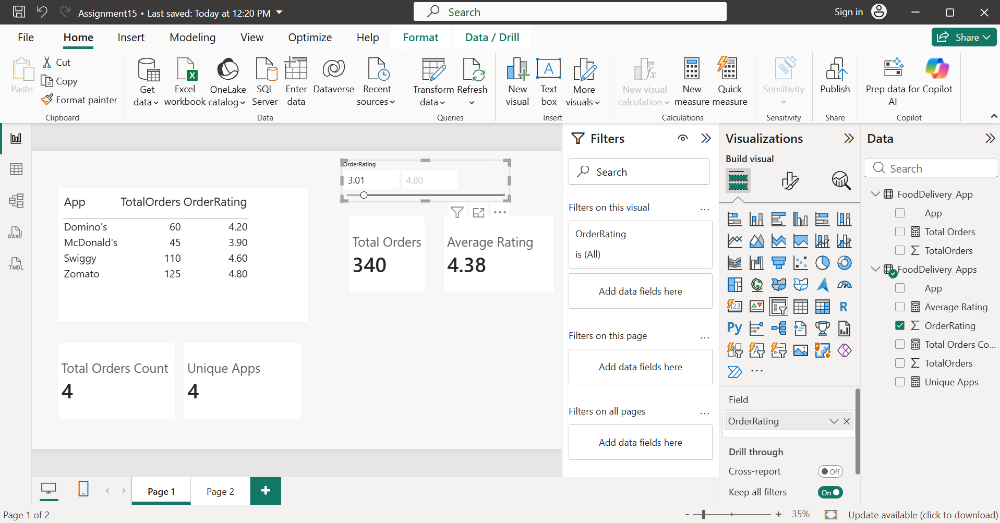 Assignment15 • Last saved: Today at 12:20 PM
Search
Sign in
File
Home
Insert
Modeling
View
Optimize
Help
Format
Data / Drill
Share
Paste
Cut
Copy
Format painter
Clipboard
Get data
Excel workbook
OneLake catalog
SQL Server
Enter data
Dataverse
Recent sources
Data
Transform data
Refresh
Queries
New visual
Text box
More visuals
Insert
New visual calculation
New measure
Quick measure
Calculations
Sensitivity
Sensitivity
Publish
Share
Prep data for AI
Copilot
Copilot
OrderRating
3.01
4.80
App TotalOrders OrderRating
Domino's 60 4.20
McDonald's 45 3.90
Swiggy 110 4.60
Zomato 125 4.80
Total Orders
340
Average Rating
4.38
Total Orders Count
4
Unique Apps
4
Filters
Search
Filters on this visual
OrderRating
is (All)
Add data fields here
Filters on this page
Add data fields here
Filters on all pages
Add data fields here
Visualizations
Build visual
123
R
Py
Field
OrderRating
Drill through
Cross-report
Off
Keep all filters
On
Data
Search
FoodDelivery_App
App
Total Orders
TotalOrders
FoodDelivery_Apps
App
Average Rating
OrderRating
Total Orders Co...
TotalOrders
Unique Apps
DAX
TMDL
Page 1
Page 2
Page 1 of 2
35%
Update available (click to download)